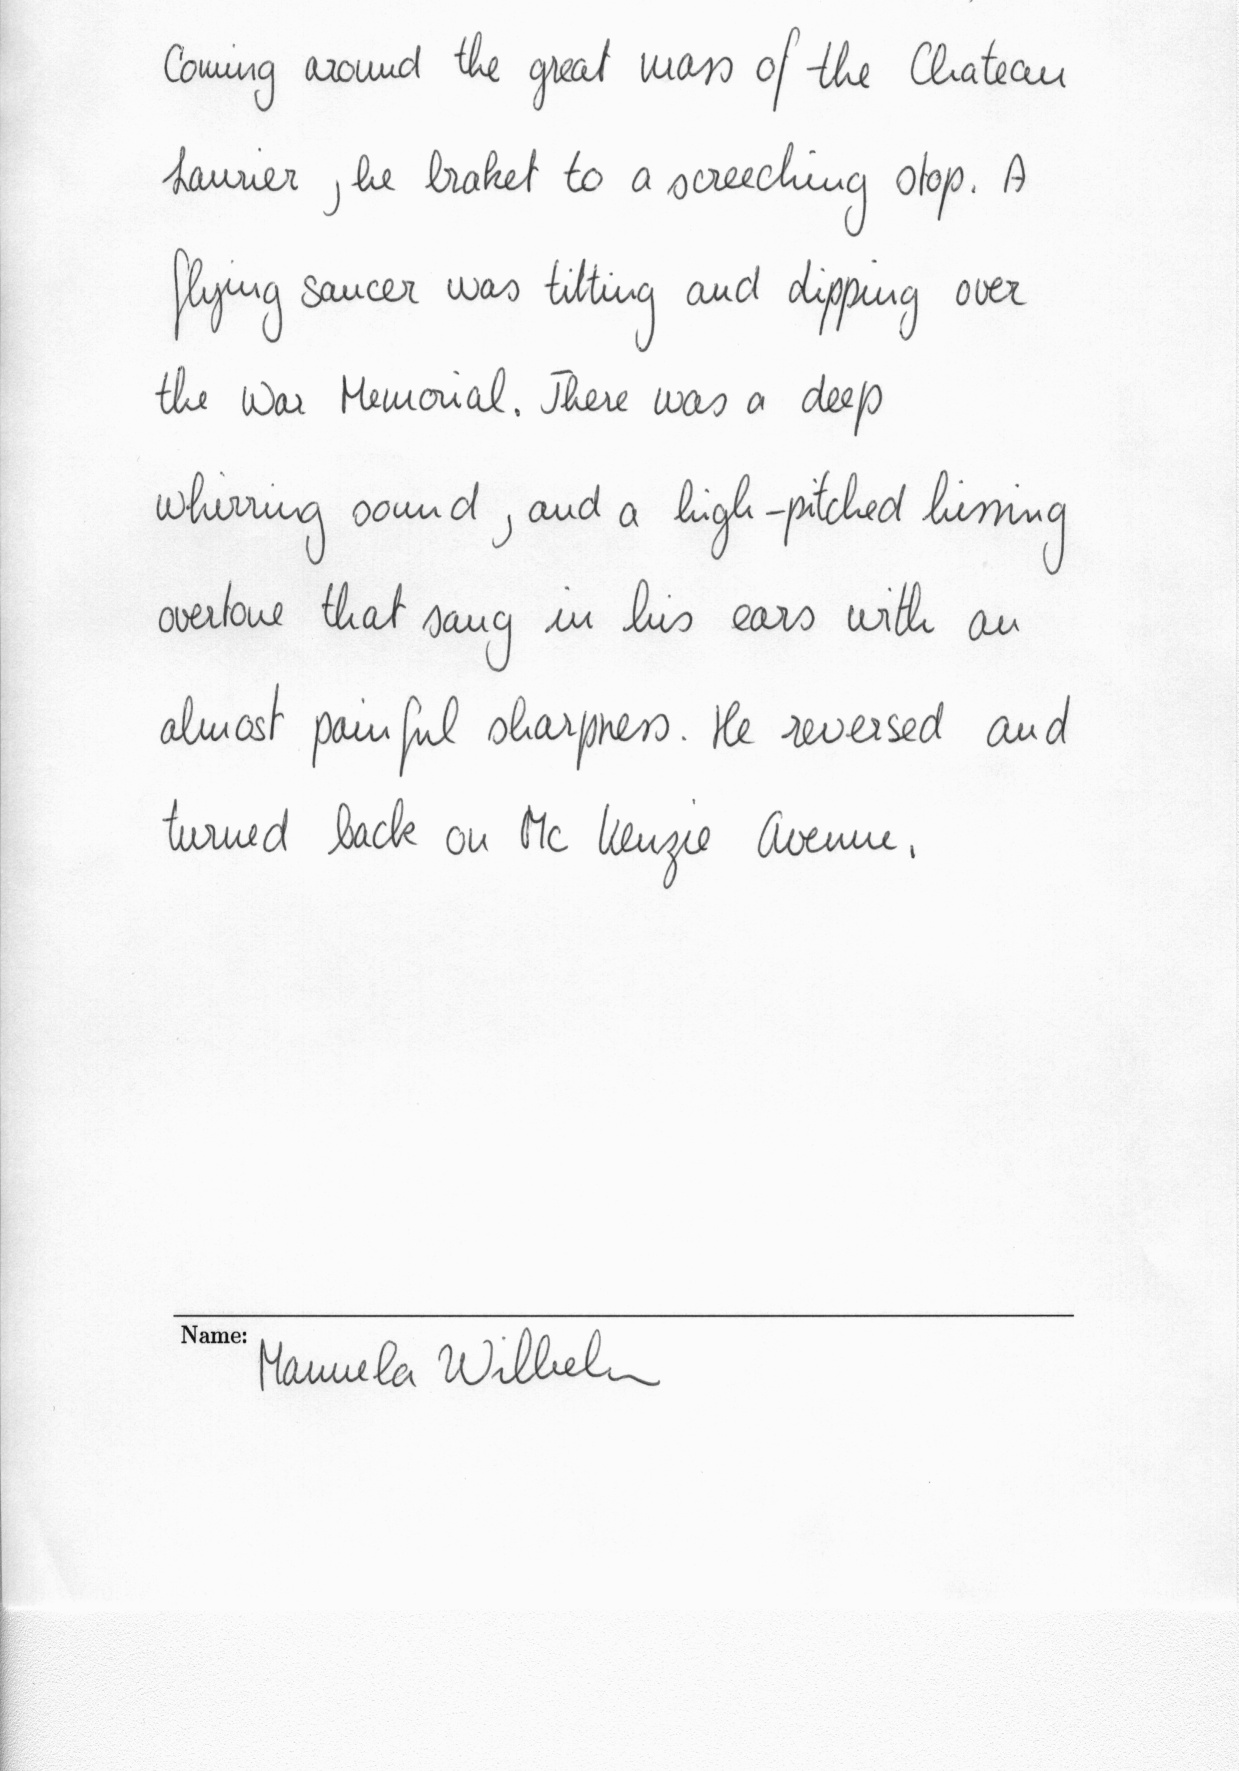 Coming around the great mass of the Chateau
Laurier, he braket to a screeching stop. A
flying saucer was tilting and dipping over
the War Memorial. There was a deep
whirring sound, and a high-pitched hissing
overtone that sang in his ears with an
almost painful sharpness. He reversed and
turned back on Mc Kenzie Avenue.
Name:
Manuela Wilhelm